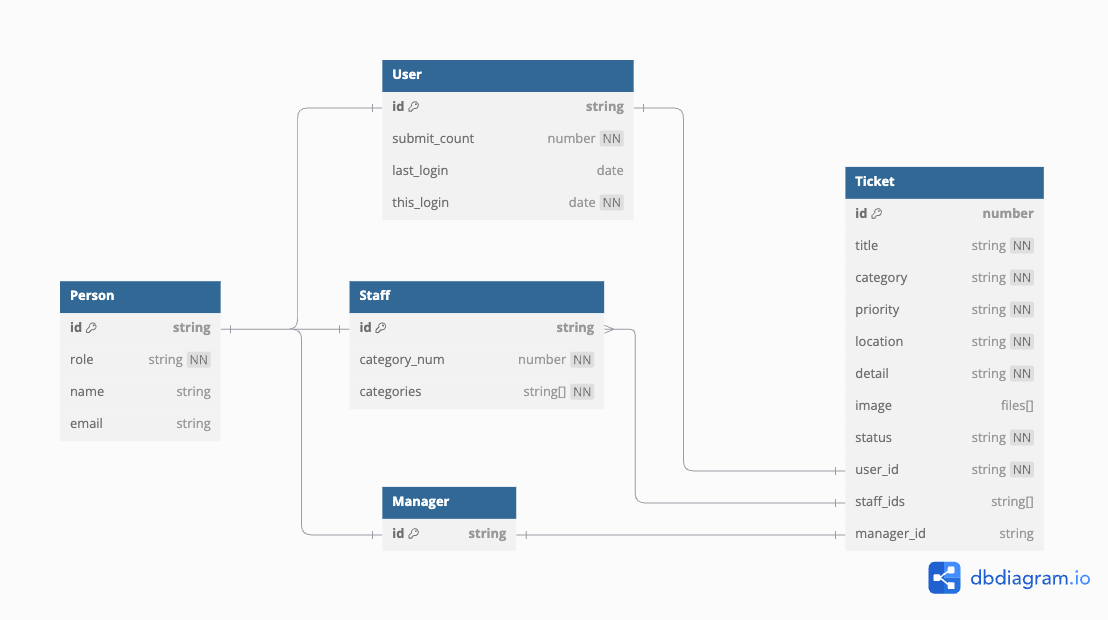 User
id string
submit_count number NN
last_login date
this_login date NN
Person
id string
role string NN
name string
email string
Staff
id string
category_num number NN
categories string[] NN
Manager
id string
Ticket
id number
title string NN
category string NN
priority string NN
location string NN
detail string NN
image files[]
status string NN
user_id string NN
staff_ids string[]
manager_id string
dbdiagram.io